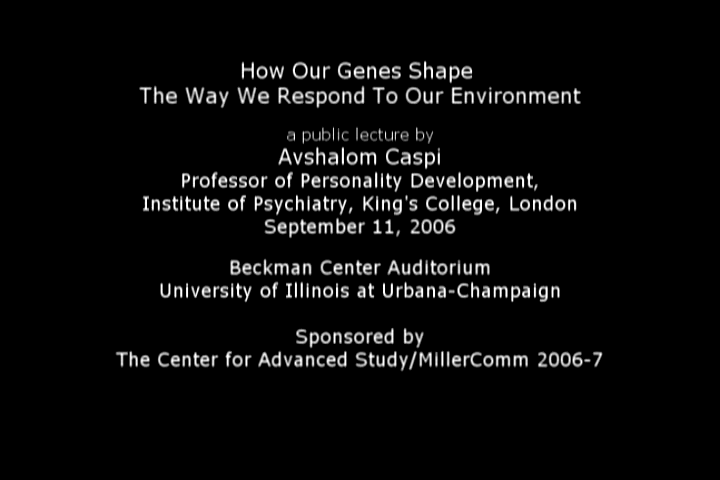 How Our Genes Shape
The Way We Respond To Our Environment
a public lecture by
Avshalom Caspi
Professor of Personality Development,
Institute of Psychiatry, King's College, London
September 11, 2006
Beckman Center Auditorium
University of Illinois at Urbana-Champaign
Sponsored by
The Center for Advanced Study/MillerComm 2006-7